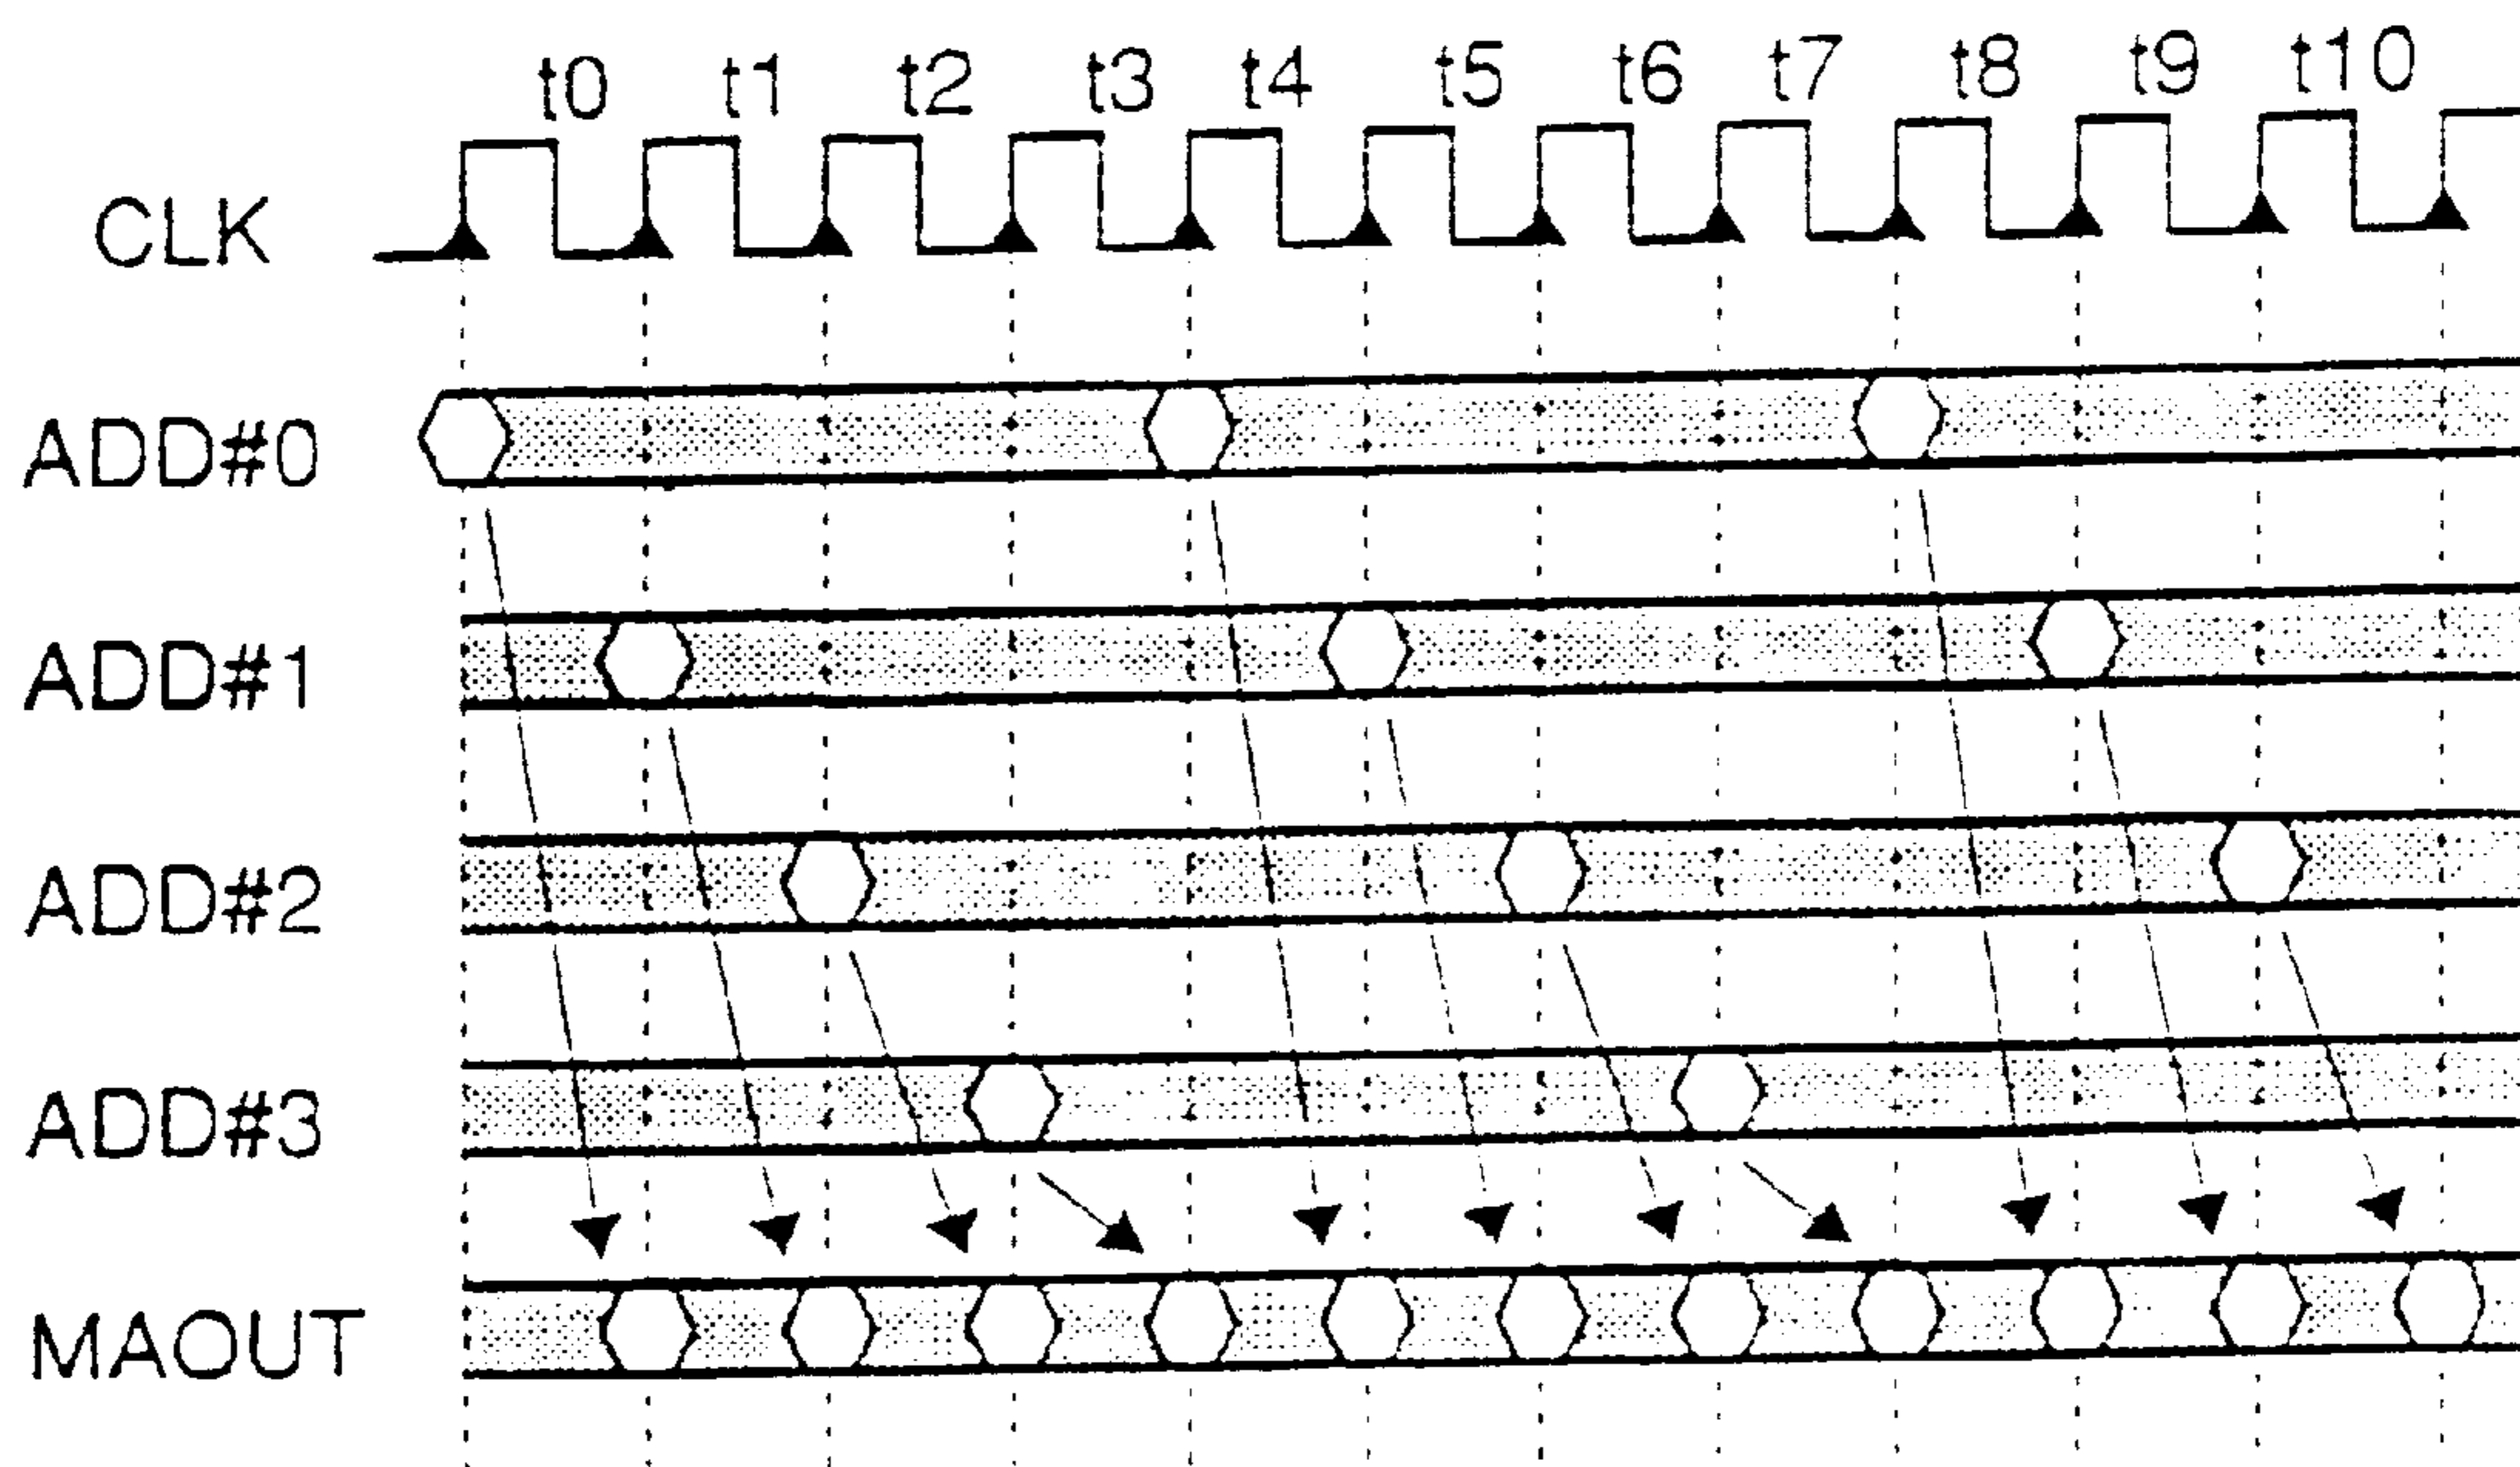 t0 t1 t2 t3 t4 t5 t6 t7 t8 t9 t10
CLK
ADD#0
ADD#1
ADD#2
ADD#3
MAOUT